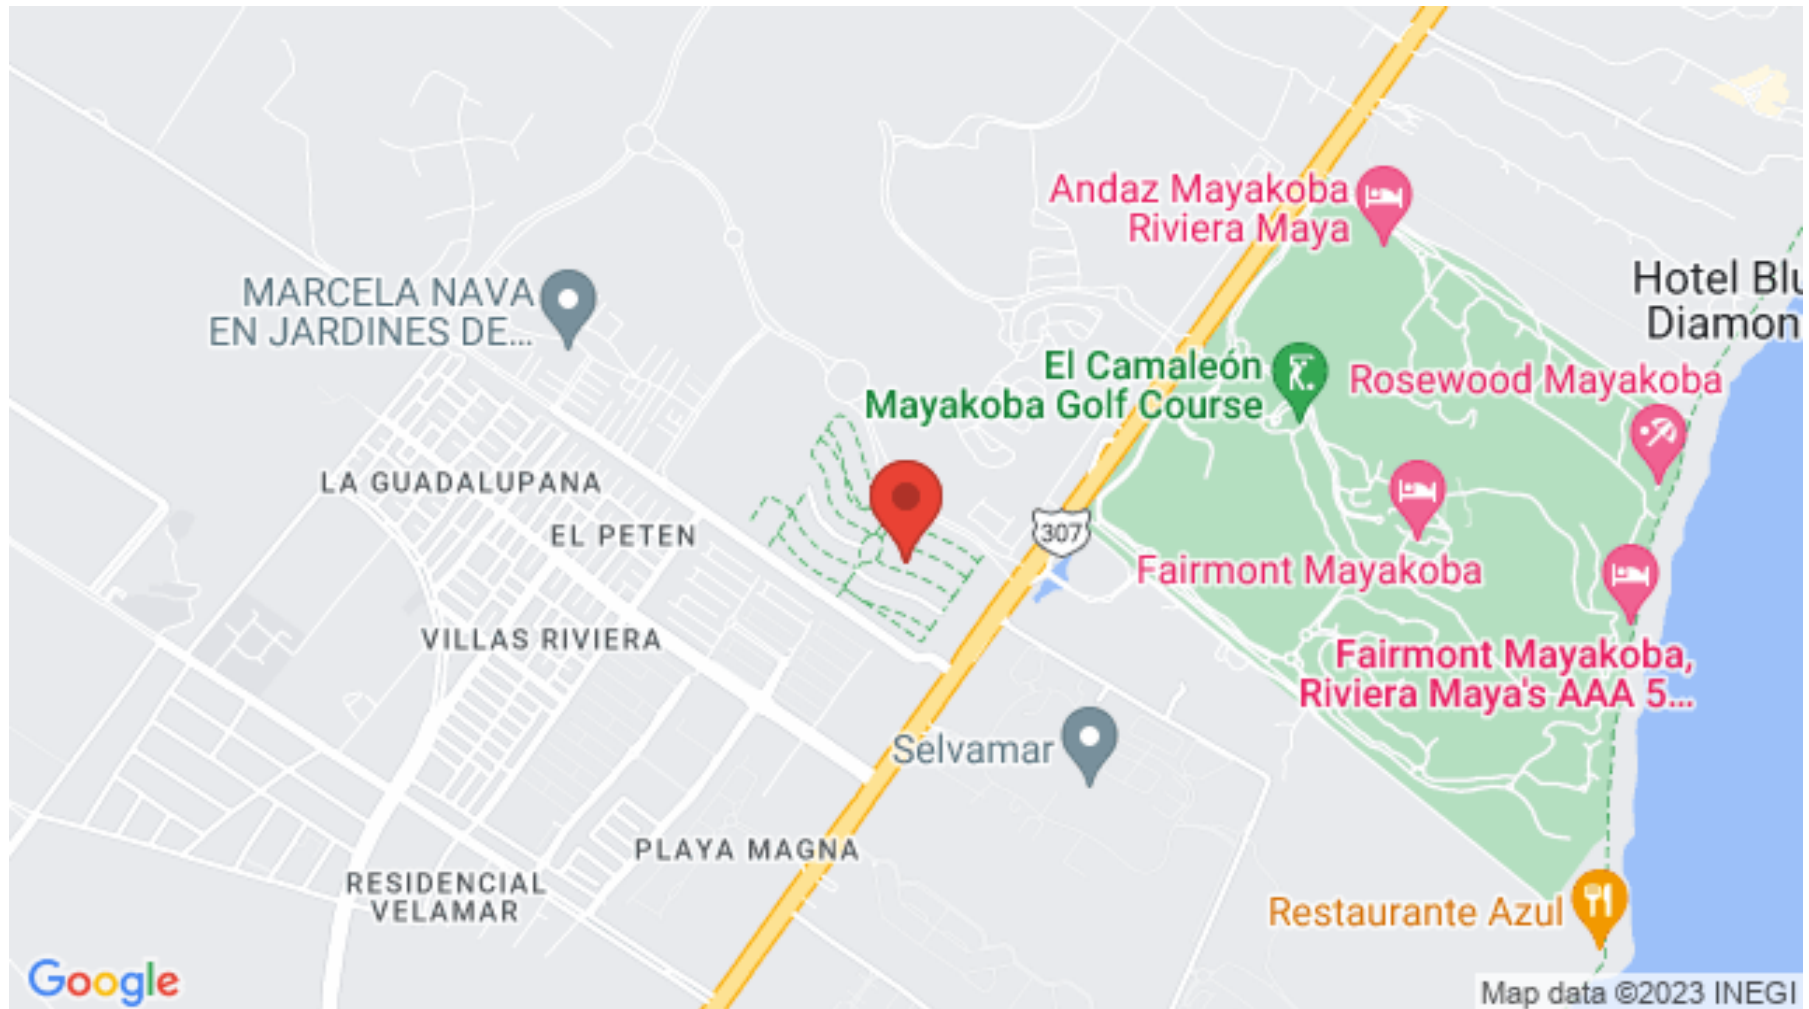 Andaz Mayakoba
Riviera Maya
Hotel Blu
Diamon
MARCELA NAVA
EN JARDINES DE...
El Camaleón
Mayakoba Golf Course
Rosewood Mayakoba
LA GUADALUPANA
EL PETEN
307
Fairmont Mayakoba
VILLAS RIVIERA
Fairmont Mayakoba,
Riviera Maya's AAA 5...
Selvamar
PLAYA MAGNA
RESIDENCIAL
VELAMAR
Restaurante Azul
Google
Map data ©2023 INEGI